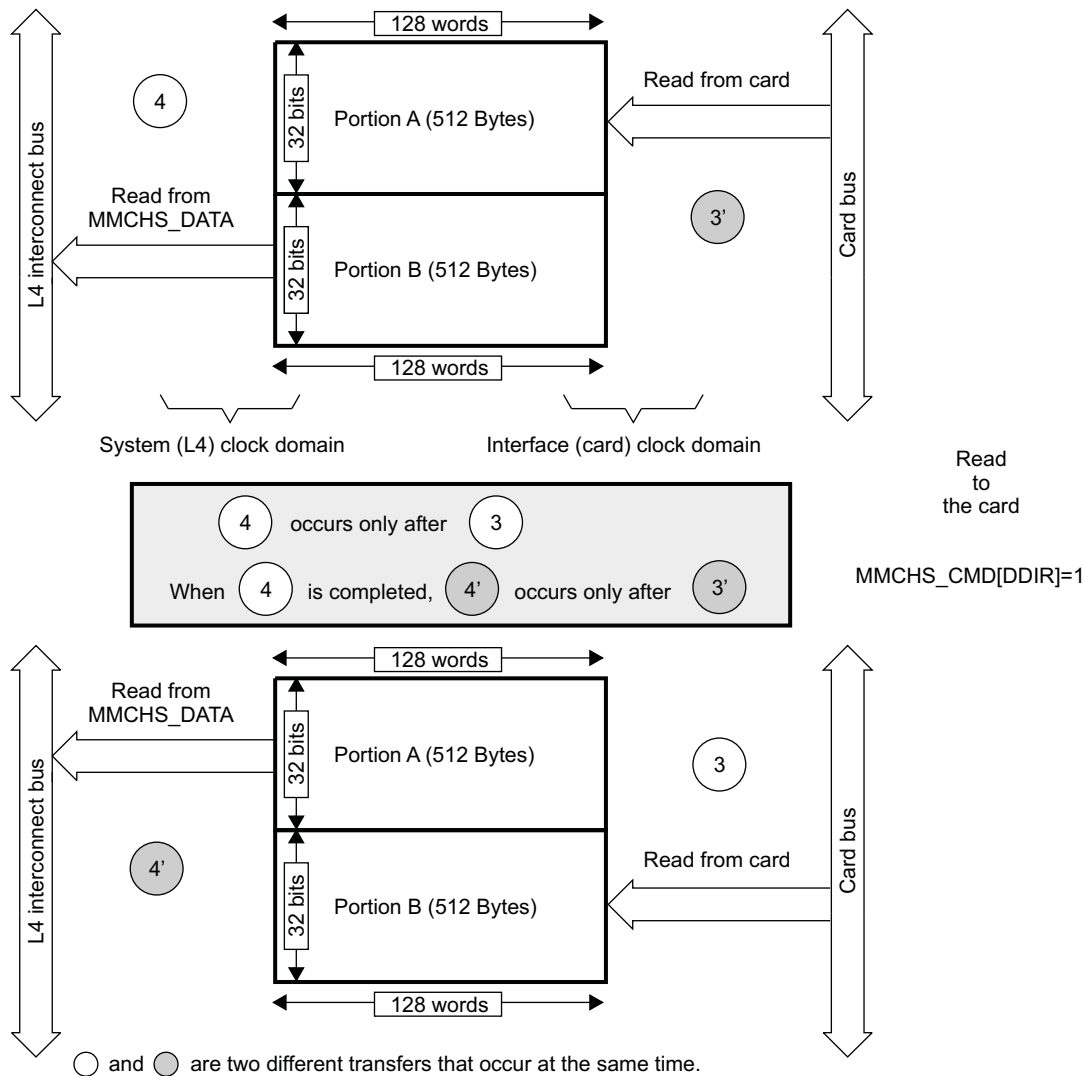 128 words
L4 interconnect bus
4
32 bits
Portion A (512 Bytes)
Read from card
Card bus
Read from
MMCHS_DATA
3’
32 bits
Portion B (512 Bytes)
128 words
System (L4) clock domain
Interface (card) clock domain
Read
to
the card
4 occurs only after 3
When 4 is completed, 4’ occurs only after 3’
MMCHS_CMD[DDIR]=1
128 words
Read from
MMCHS_DATA
L4 interconnect bus
32 bits
Portion A (512 Bytes)
3
Card bus
4’
32 bits
Portion B (512 Bytes)
Read from card
128 words
and are two different transfers that occur at the same time.